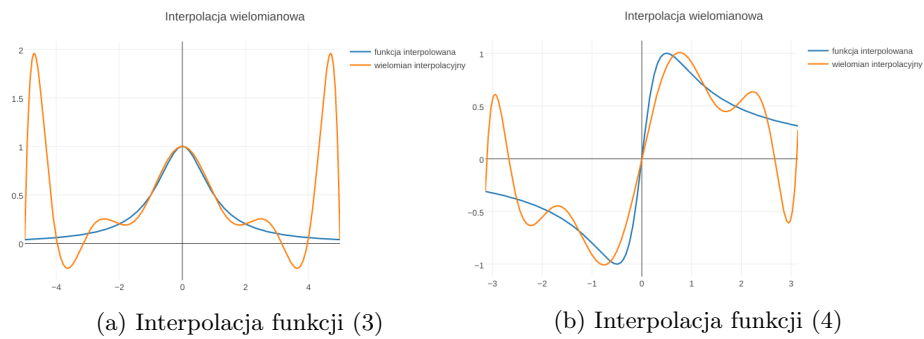 Interpolacja wielomianowa
funkcja interpolowana
wielomian interpolacyjny
2
1.5
1
0.5
0
−4
−2
0
2
4
(a) Interpolacja funkcji (3)
Interpolacja wielomianowa
funkcja interpolowana
wielomian interpolacyjny
1
0.5
0
−0.5
−1
−3
−2
−1
0
1
2
3
(b) Interpolacja funkcji (4)